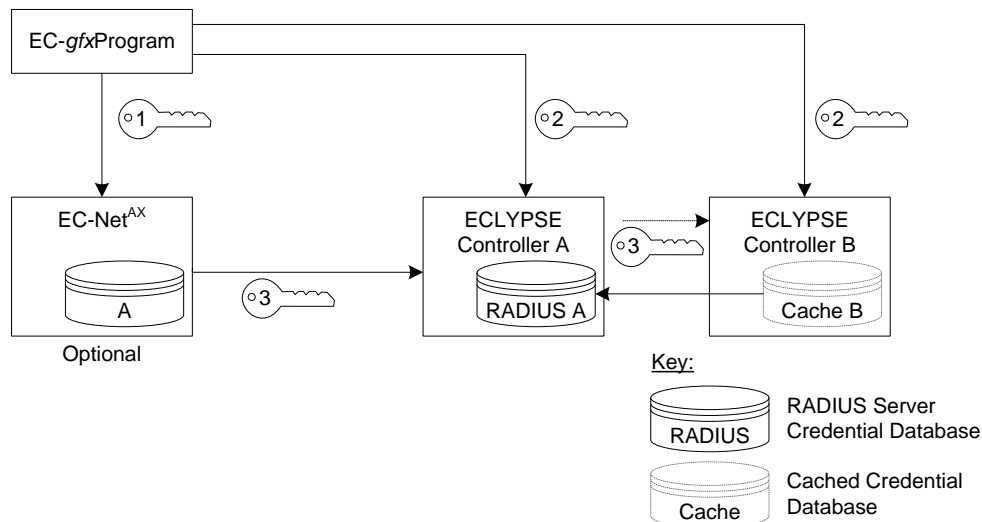 EC-gfxProgram
1
2
2
EC-Net^AX
ECLYPSE
Controller A
ECLYPSE
Controller B
3
3
A
RADIUS A
Cache B
Optional
Key:
RADIUS
RADIUS Server
Credential Database
Cache
Cached Credential
Database